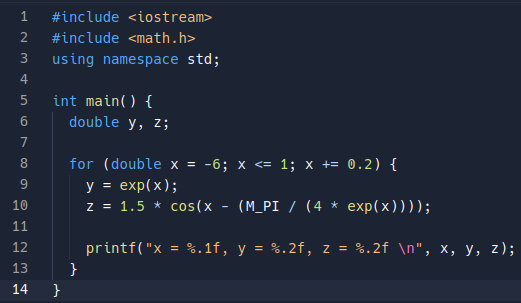 1 #include <iostream>
2 #include <math.h>
3 using namespace std;
4
5 int main() {
6   double y, z;
7
8   for (double x = -6; x <= 1; x += 0.2) {
9     y = exp(x);
10     z = 1.5 * cos(x - (M_PI / (4 * exp(x))));
11
12     printf("x = %.1f, y = %.2f, z = %.2f \n", x, y, z);
13   }
14 }